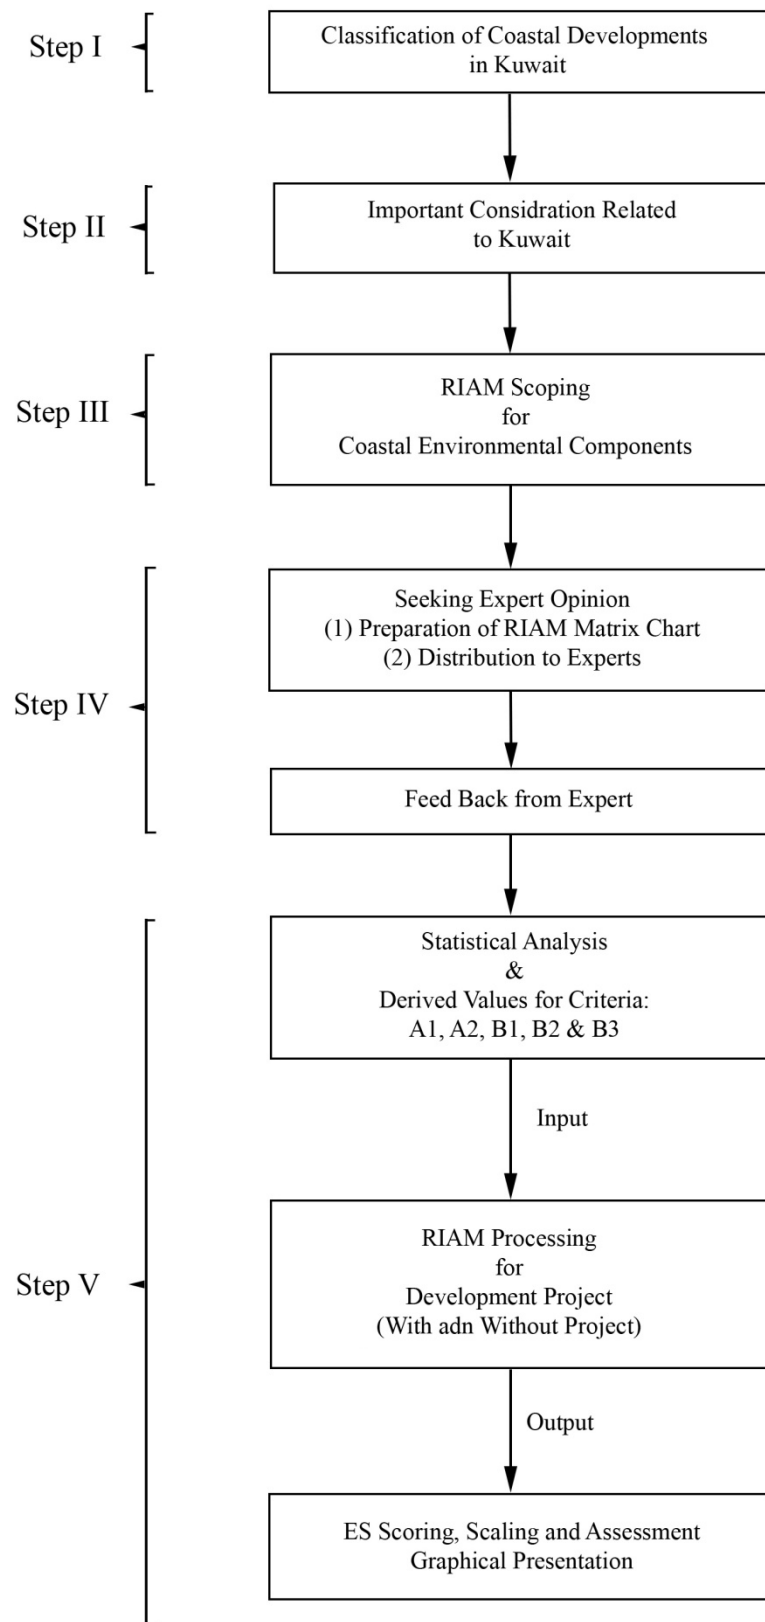 Step I
Classification of Coastal Developments
in Kuwait
Step II
Important Considration Related
to Kuwait
Step III
RIAM Scoping
for
Coastal Environmental Components
Step IV
Seeking Expert Opinion
(1) Preparation of RIAM Matrix Chart
(2) Distribution to Experts
Feed Back from Expert
Step V
Statistical Analysis
&
Derived Values for Criteria:
A1, A2, B1, B2 & B3
Input
RIAM Processing
for
Development Project
(With adn Without Project)
Output
ES Scoring, Scaling and Assessment
Graphical Presentation